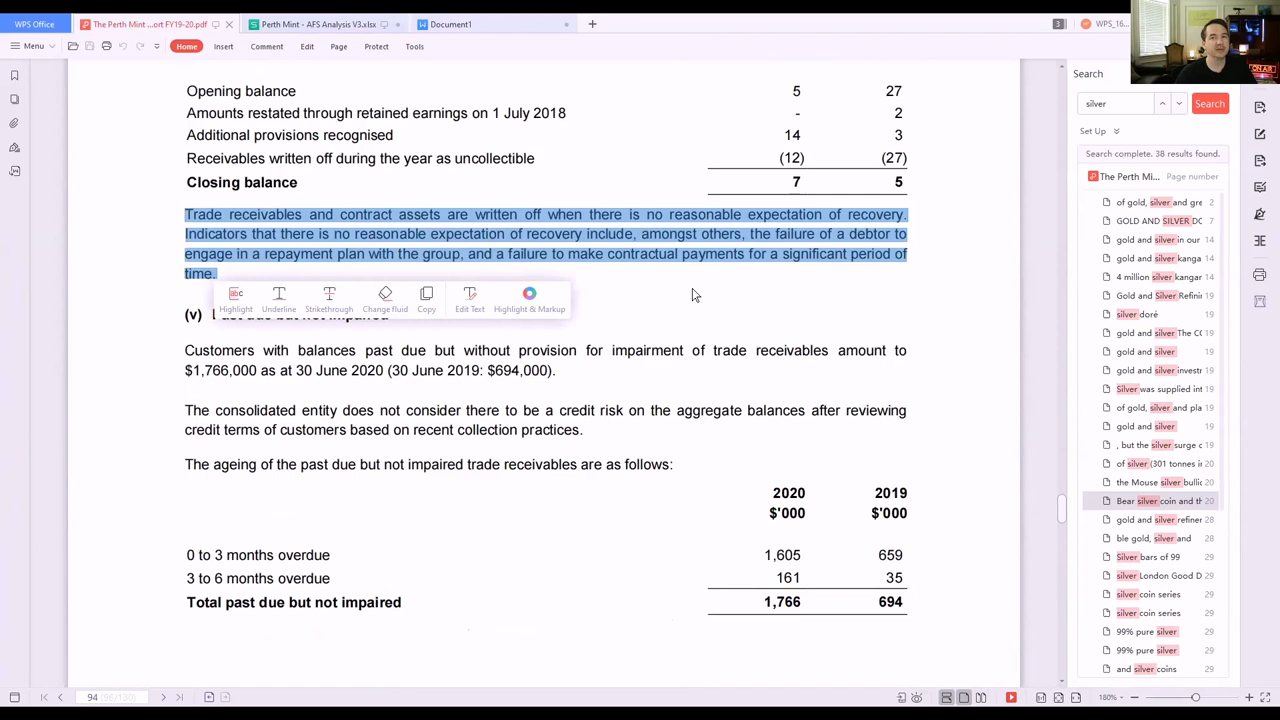 WPS Office
The Perth Mint ...ort FY19-20.pdf
Perth Mint - AFS Analysis V3.xlsx
Document1
3
WPS_16
Menu
Home
Insert
Comment
Edit
Page
Protect
Tools
ON AIR
Opening balance 5 27
Amounts restated through retained earnings on 1 July 2018 - 2
Additional provisions recognised 14 3
Receivables written off during the year as uncollectible (12) (27)
Closing balance 7 5
Trade receivables and contract assets are written off when there is no reasonable expectation of recovery.
Indicators that there is no reasonable expectation of recovery include, amongst others, the failure of a debtor to
engage in a repayment plan with the group, and a failure to make contractual payments for a significant period of
time.
Highlight Underline Strikethrough Change fluid Copy Edit Text Highlight & Markup
(v)
Customers with balances past due but without provision for impairment of trade receivables amount to
$1,766,000 as at 30 June 2020 (30 June 2019: $694,000).
The consolidated entity does not consider there to be a credit risk on the aggregate balances after reviewing
credit terms of customers based on recent collection practices.
The ageing of the past due but not impaired trade receivables are as follows:
2020 2019
$'000 $'000
0 to 3 months overdue 1,605 659
3 to 6 months overdue 161 35
Total past due but not impaired 1,766 694
Search
silver
Search
Set Up
Search complete. 38 results found.
The Perth Mi... Page number
of gold, silver and gre 2
GOLD AND SILVER DO 7
gold and silver in our 14
gold and silver kanga 14
4 million silver kangar 14
Gold and Silver Refini 19
silver doré 19
gold and silver The CO 19
gold and silver 19
gold and silver investr 19
Silver was supplied int 19
of gold, silver and pla 19
gold and silver 19
, but the silver surge c 19
of silver (301 tonnes in 20
the Mouse silver bullic 20
Bear silver coin and th 20
gold and silver refiner 28
ble gold, silver and 28
Silver bars of 99 29
silver London Good D 29
silver coin series 29
silver coin series 29
99% pure silver 29
99% pure silver 29
and silver coins 29
94 (96/130)
180%